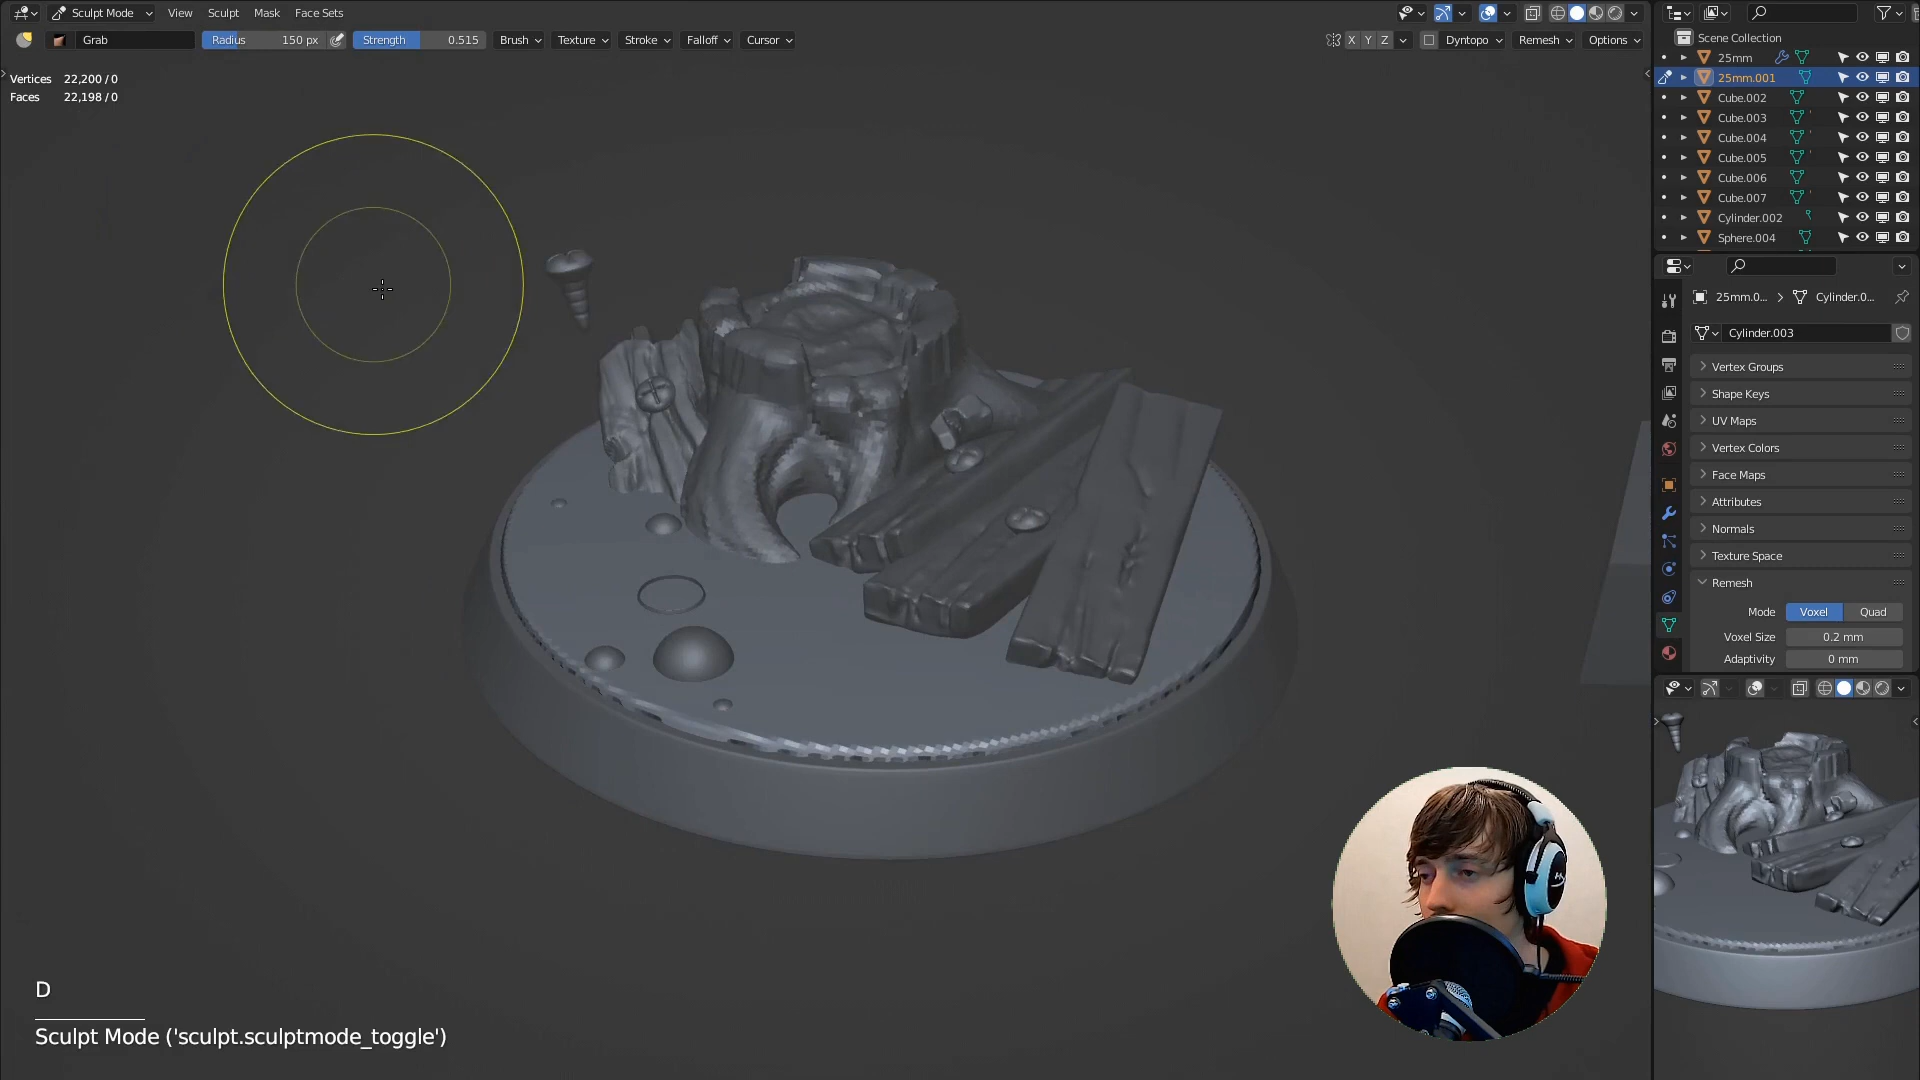 Sculpt Mode View Sculpt Mask Face Sets
Grab Radius 150 px Strength 0.515 Brush Texture Stroke Falloff Cursor X Y Z Dyntopo Remesh Options
Vertices 22,200 / 0
Faces 22,198 / 0
Scene Collection
25mm
25mm.001
Cube.002
Cube.003
Cube.004
Cube.005
Cube.006
Cube.007
Cylinder.002
Sphere.004
25mm.0... Cylinder.0...
Cylinder.003
Vertex Groups
Shape Keys
UV Maps
Vertex Colors
Face Maps
Attributes
Normals
Texture Space
Remesh
Mode Voxel Quad
Voxel Size 0.2 mm
Adaptivity 0 mm
D
Sculpt Mode ('sculpt.sculptmode_toggle')